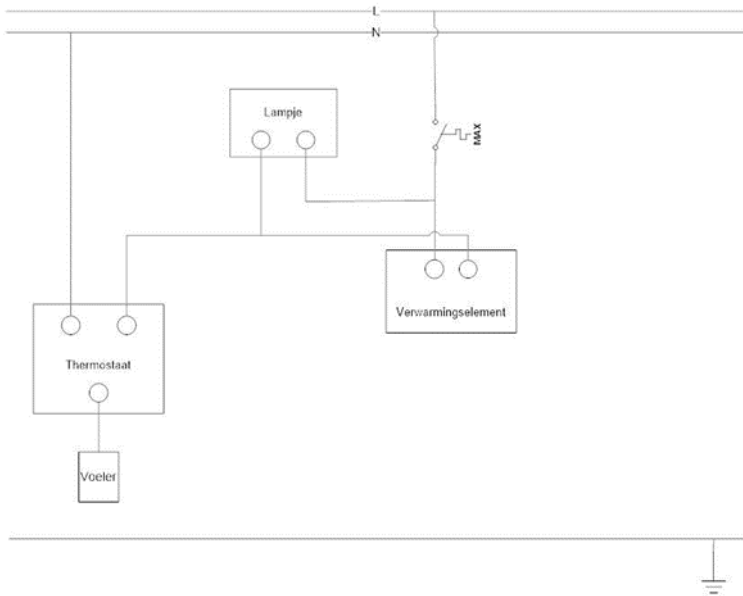 L
N
Lampje
MAX
Verwarmingselement
Thermostaat
Voeler